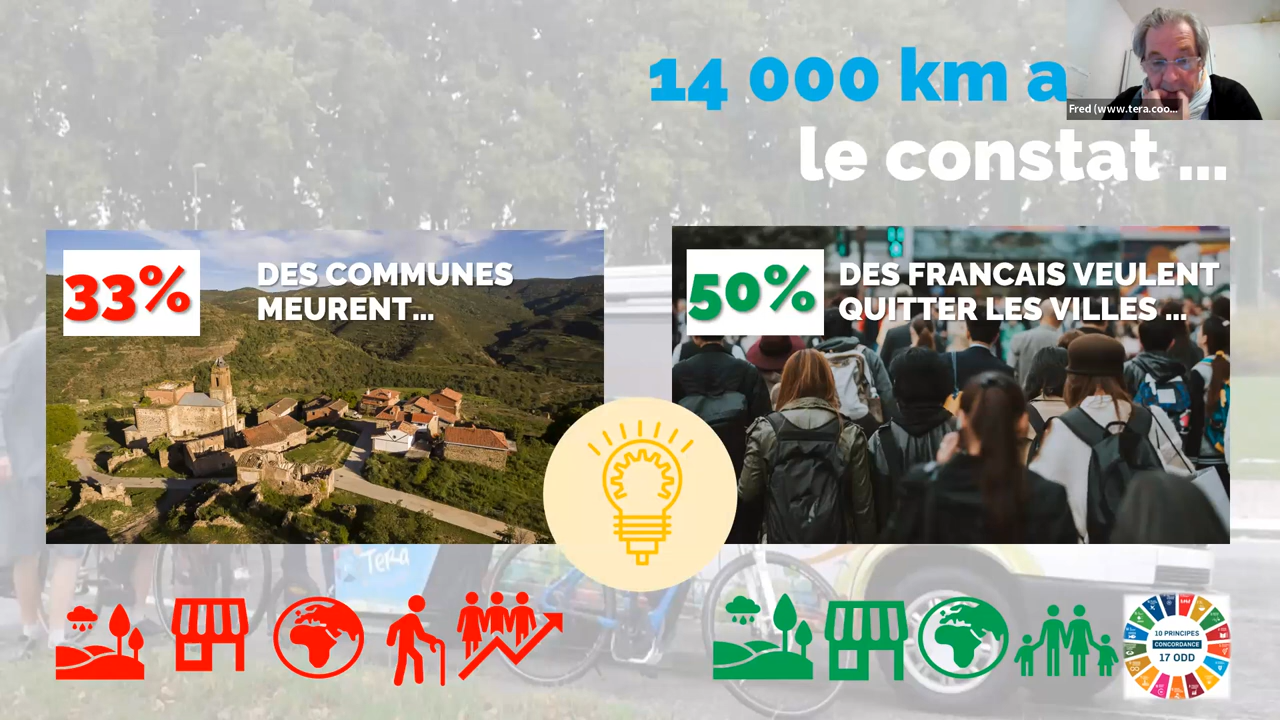 14 000 km a
Fred (www.tera.coo...
le constat ...
33%
DES COMMUNES
MEURENT...
50%
DES FRANCAIS VEULENT
QUITTER LES VILLES ...
Tera
10 PRINCIPES
CONCORDANCE
17 ODD